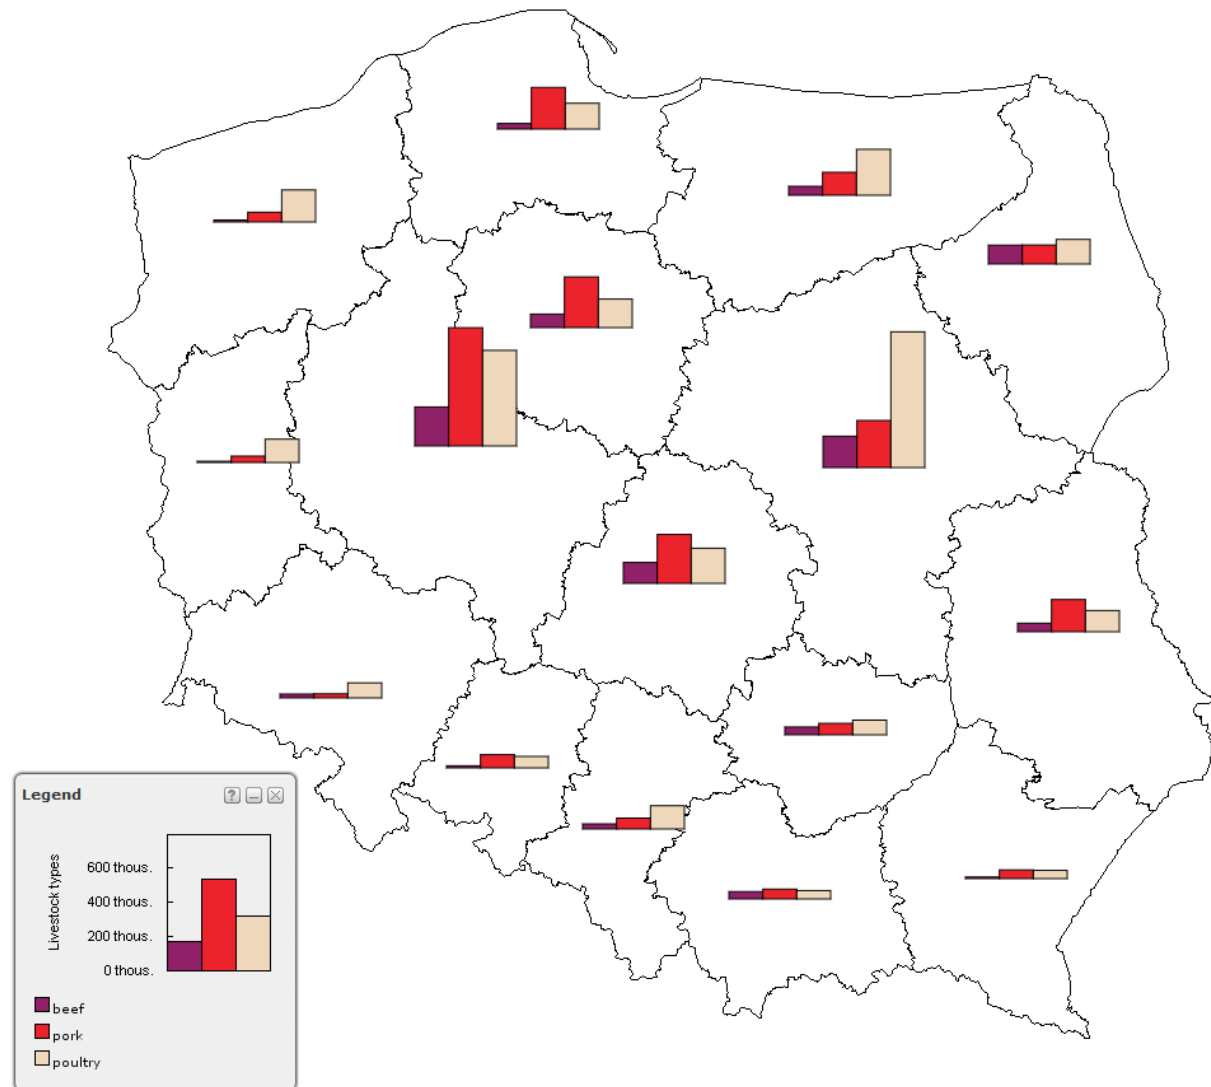 Legend
?
Livestock types
600 thous.
400 thous.
200 thous.
0 thous.
beef
pork
poultry